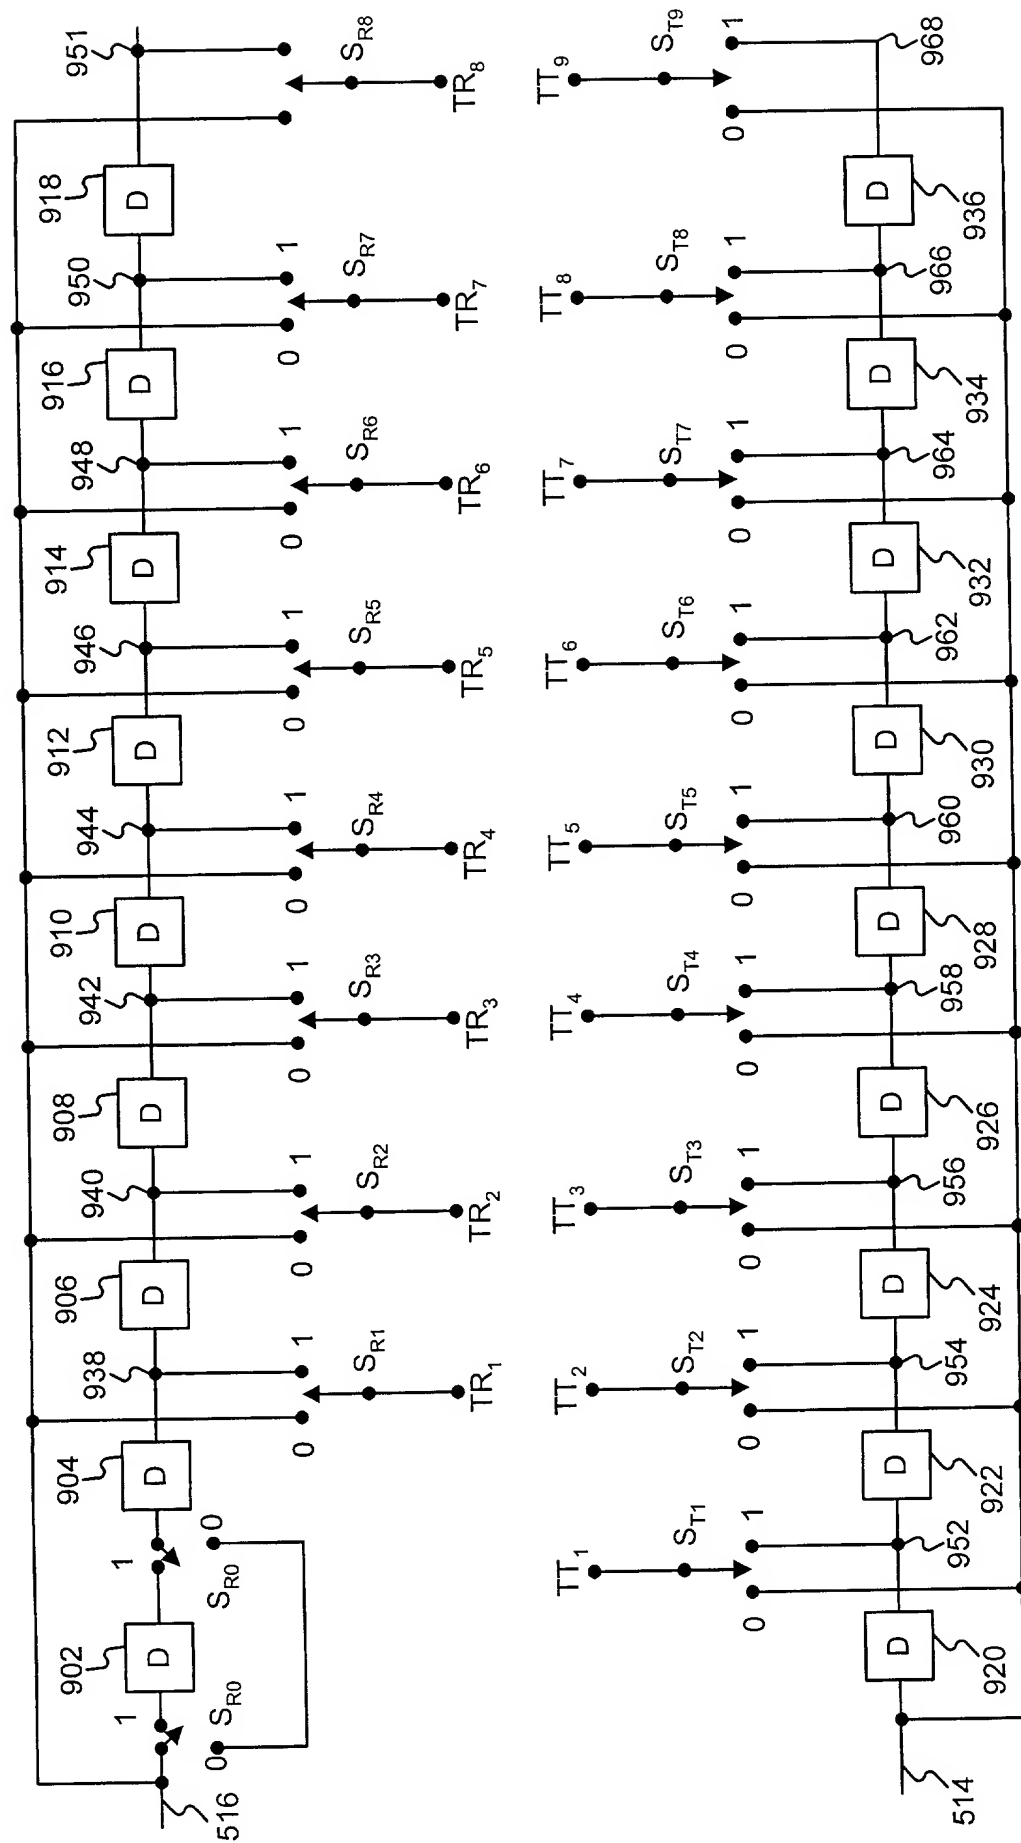 902 904 938 906 940 908 942 910 944 912 946 914 948 916 950 918 951
1 1
D D D D D D D D D
516 0 S_R0 S_R0 0
0 1 0 1 0 1 0 1 0 1 0 1 0 1
S_R1 S_R2 S_R3 S_R4 S_R5 S_R6 S_R7 S_R8
TR_1 TR_2 TR_3 TR_4 TR_5 TR_6 TR_7 TR_8
TT_1 TT_2 TT_3 TT_4 TT_5 TT_6 TT_7 TT_8 TT_9
S_T1 S_T2 S_T3 S_T4 S_T5 S_T6 S_T7 S_T8 S_T9
0 1 0 1 0 1 0 1 0 1 0 1 0 1 0 1 0 1
D D D D D D D D D
514 920 952 922 954 924 956 926 958 928 960 930 962 932 964 934 966 936 968